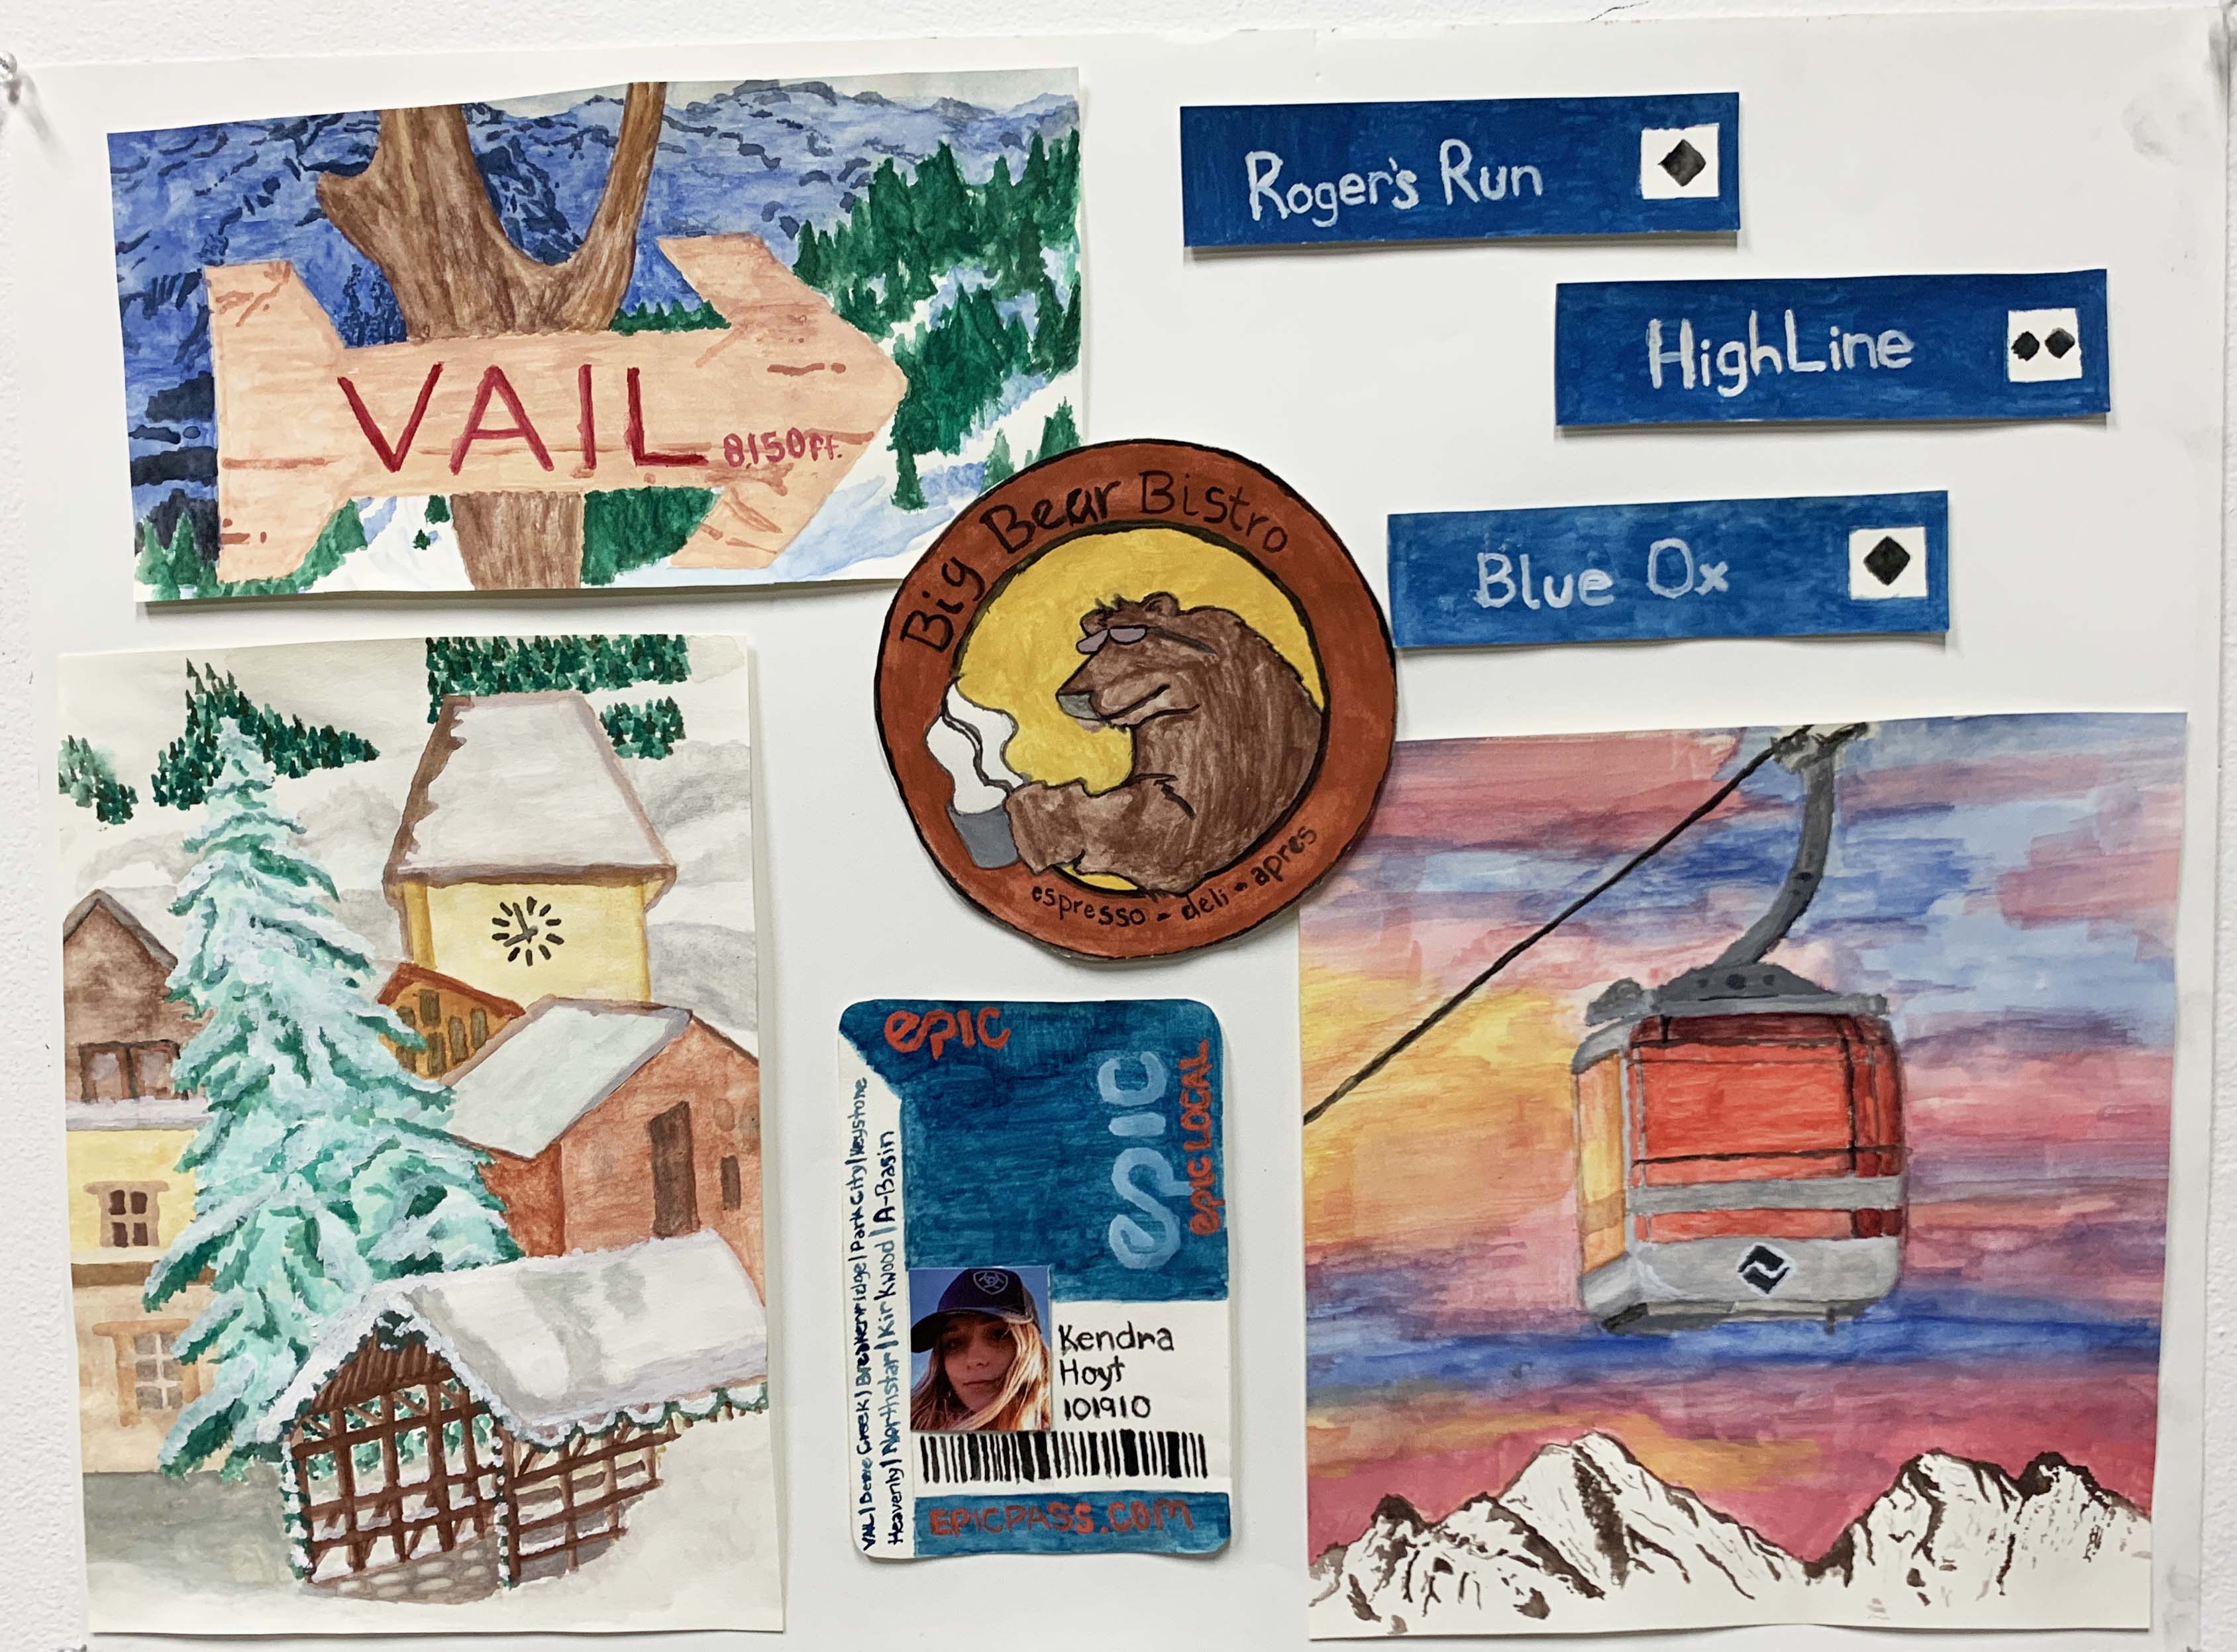 VAIL 8150Ft.
Roger's Run
HighLine
Blue Ox
Big Bear Bistro
espresso - deli - apres
epic
epic
EPIC LOCAL
VAIL | Beaver Creek | Breckenridge | Park City | Keystone
Heavenly | Northstar | Kirkwood | A-Basin
Kendra
Hoyt
101910
EPICPASS.COM